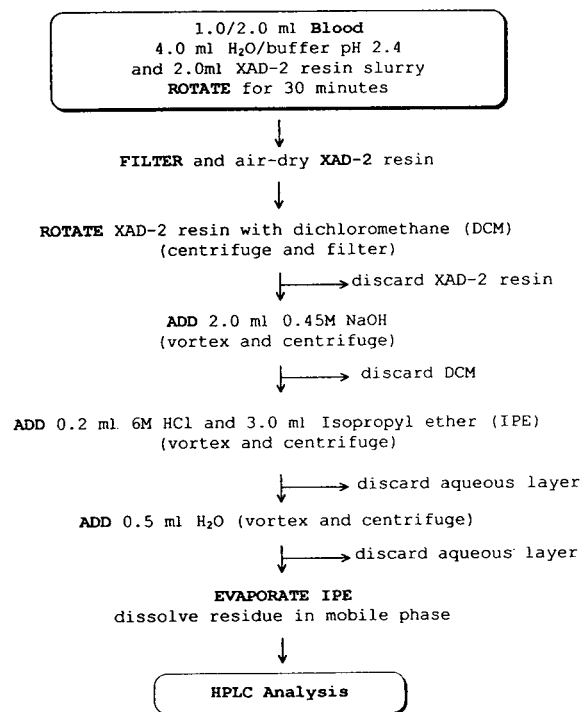 1.0/2.0 ml Blood
4.0 ml H₂O/buffer pH 2.4
and 2.0ml XAD-2 resin slurry
ROTATE for 30 minutes
FILTER and air-dry XAD-2 resin
ROTATE XAD-2 resin with dichloromethane (DCM)
(centrifuge and filter)
discard XAD-2 resin
ADD 2.0 ml 0.45M NaOH
(vortex and centrifuge)
discard DCM
ADD 0.2 ml 6M HCl and 3.0 ml Isopropyl ether (IPE)
(vortex and centrifuge)
discard aqueous layer
ADD 0.5 ml H₂O (vortex and centrifuge)
discard aqueous layer
EVAPORATE IPE
dissolve residue in mobile phase
HPLC Analysis